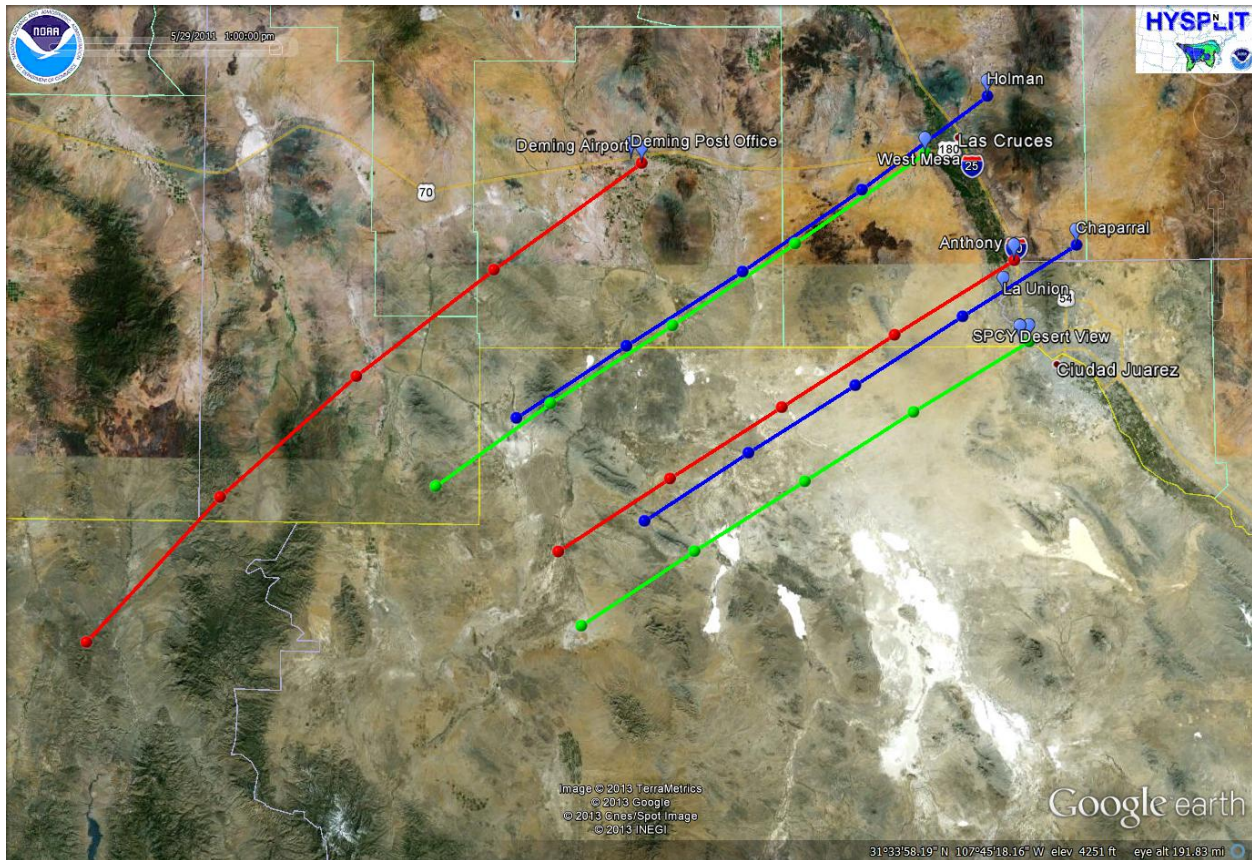 NOAA
5/29/2011 1:00:00 pm
HYSPLIT
N
Holman
Deming Airport
Deming Post Office
Las Cruces
180
West Mesa
25
70
Chaparral
Anthony
La Union
54
SPCY
Desert View
Ciudad Juarez
Image © 2013 TerraMetrics
© 2013 Google
© 2013 Cnes/Spot Image
© 2013 INEGI
Google earth
31°33'58.19" N 107°45'18.16" W elev 4251 ft eye alt 191.83 mi